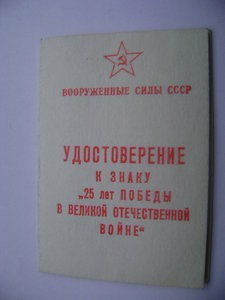 ВООРУЖЕННЫЕ СИЛЫ СССР
УДОСТОВЕРЕНИЕ
К ЗНАКУ
„25 лет ПОБЕДЫ
В ВЕЛИКОЙ ОТЕЧЕСТВЕННОЙ
ВОЙНЕ“